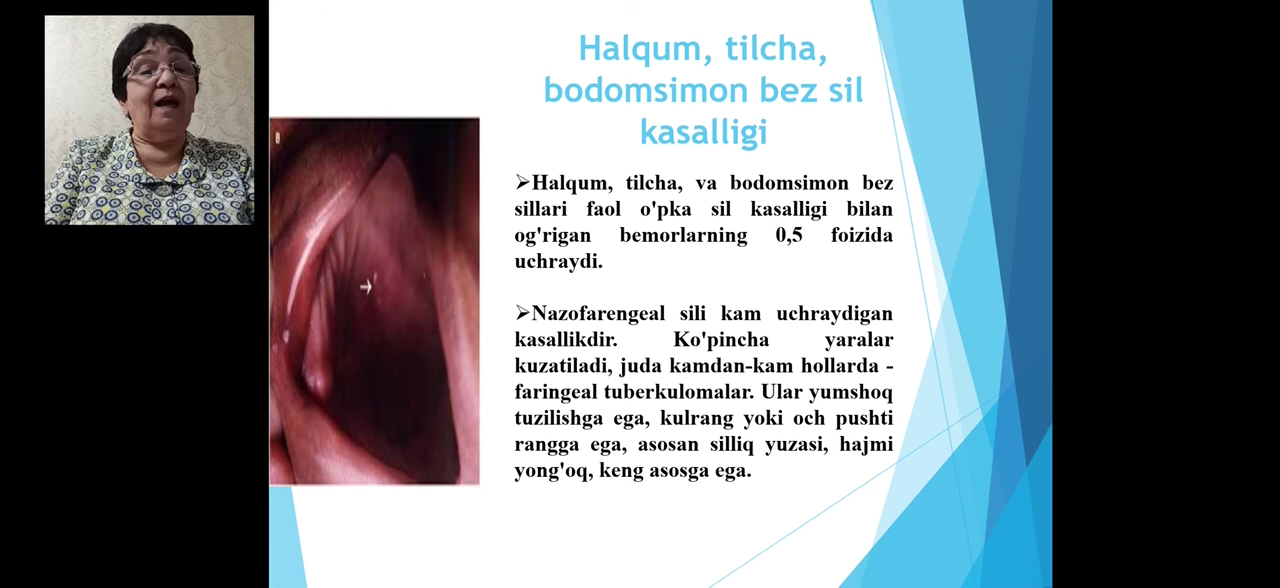 Halqum, tilcha,
bodomsimon bez sil
kasalligi
➢Halqum, tilcha, va bodomsimon bez
sillari faol o'pka sil kasalligi bilan
og'rigan bemorlarning 0,5 foizida
uchraydi.
➢Nazofarengeal sili kam uchraydigan
kasallikdir. Ko'pincha yaralar
kuzatiladi, juda kamdan-kam hollarda -
faringeal tuberkulomalar. Ular yumshoq
tuzilishga ega, kulrang yoki och pushti
rangga ega, asosan silliq yuzasi, hajmi
yong'oq, keng asosga ega.